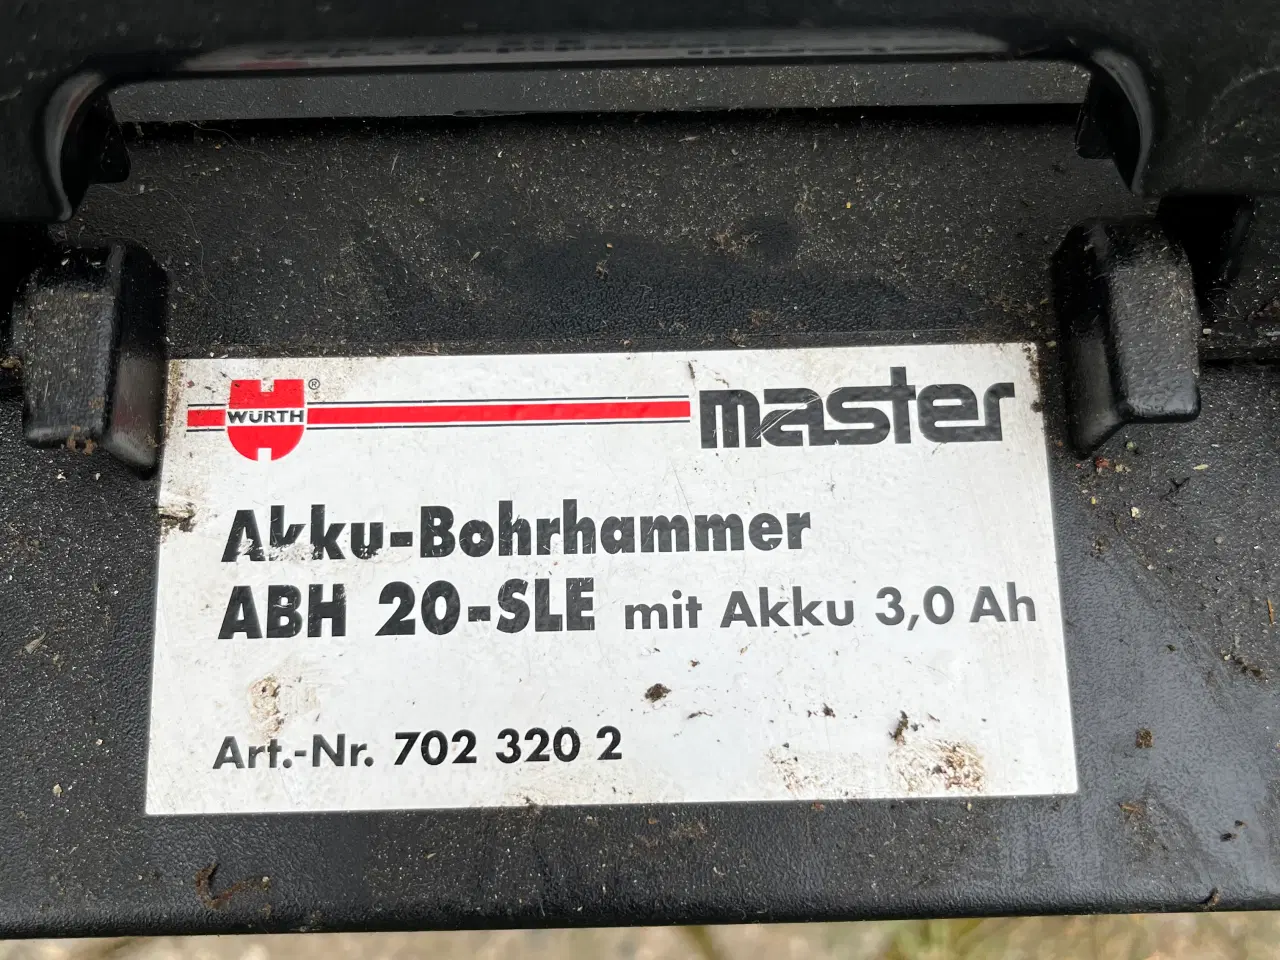 WÜRTH ® master
Akku-Bohrhammer
ABH 20-SLE mit Akku 3,0 Ah
Art.-Nr. 702 320 2